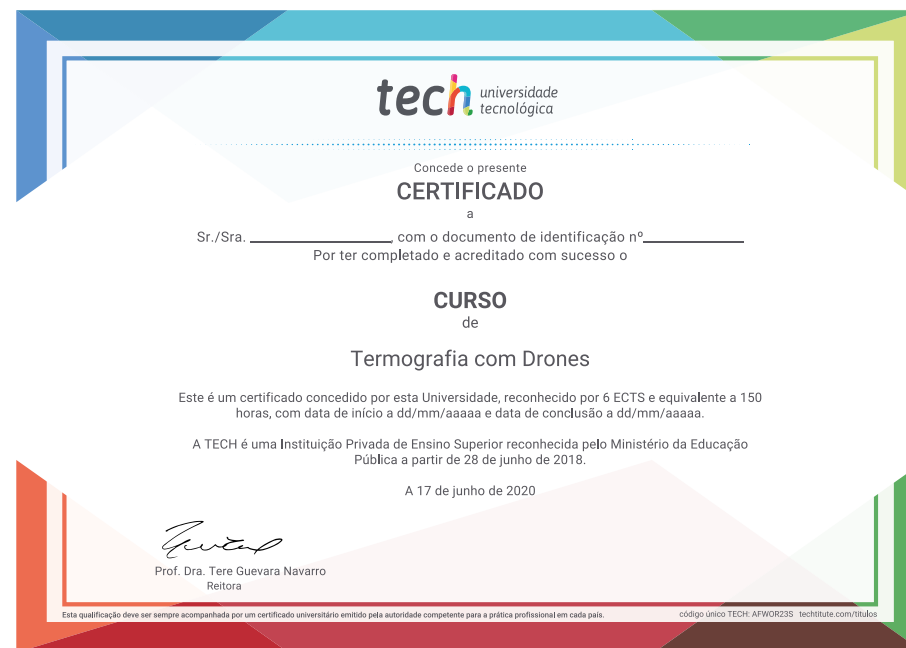 tech universidade
tecnológica
Concede o presente
CERTIFICADO
a
Sr./Sra. ____________________, com o documento de identificação nº______________
Por ter completado e acreditado com sucesso o
CURSO
de
Termografia com Drones
Este é um certificado concedido por esta Universidade, reconhecido por 6 ECTS e equivalente a 150
horas, com data de início a dd/mm/aaaaa e data de conclusão a dd/mm/aaaaa.
A TECH é uma Instituição Privada de Ensino Superior reconhecida pelo Ministério da Educação
Pública a partir de 28 de junho de 2018.
A 17 de junho de 2020
Prof. Dra. Tere Guevara Navarro
Reitora
Esta qualificação deve ser sempre acompanhada por um certificado universitário emitido pela autoridade competente para a prática profissional em cada país.
código único TECH: AFWOR23S techtitute.com/titulos